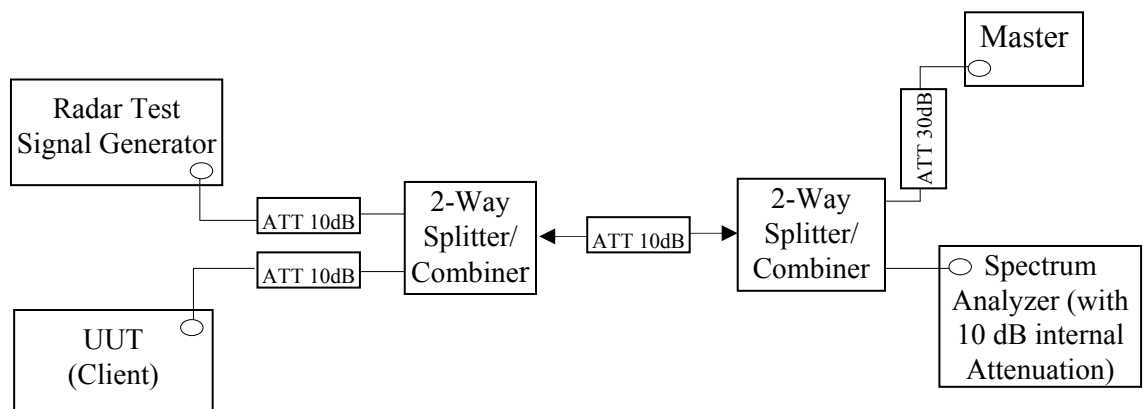 Radar Test
Signal Generator
ATT 10dB
ATT 10dB
UUT
(Client)
2-Way
Splitter/
Combiner
ATT 10dB
2-Way
Splitter/
Combiner
Master
ATT 30dB
Spectrum
Analyzer (with
10 dB internal
Attenuation)